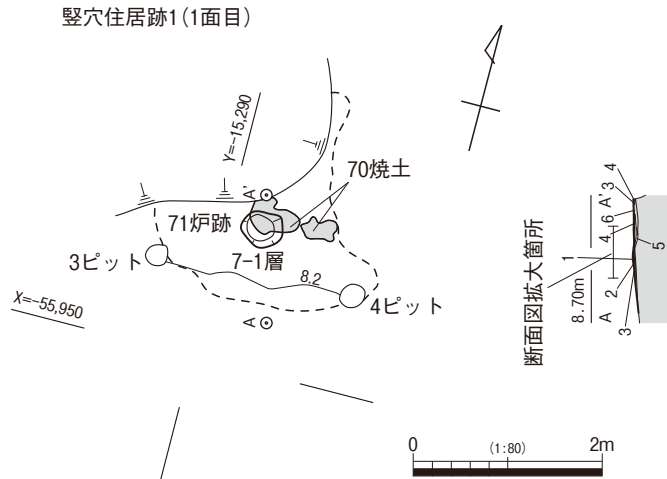 竪穴住居跡1(1面目)
Y=-15,290
A'
70焼土
71炉跡
7-1層
3ピット
8.2
4ピット
A
X=-55,950
断面図拡大箇所
8.70m
A
A'
1
2
3
4
6
3
4
5
0
(1:80)
2m